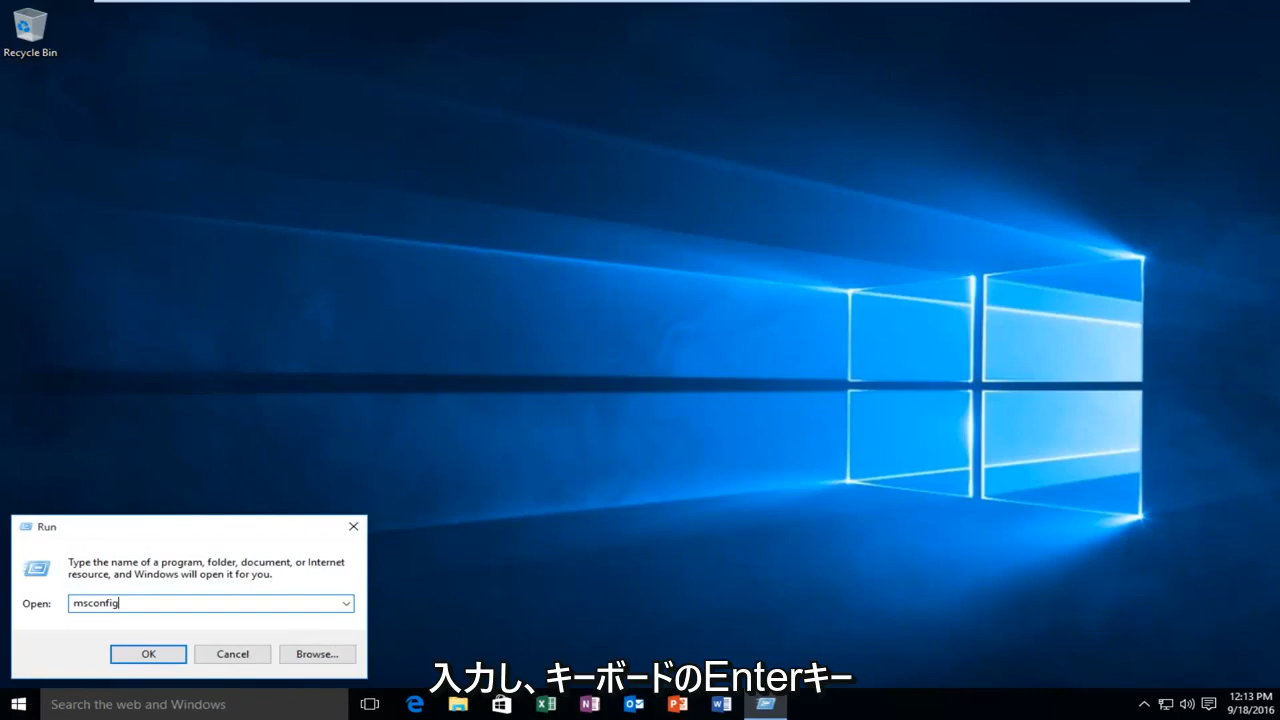 Recycle Bin
Run
Type the name of a program, folder, document, or Internet
resource, and Windows will open it for you.
Open: msconfig
OK Cancel Browse...
入力し、キーボードのEnterキー
Search the web and Windows
12:13 PM
9/18/2016